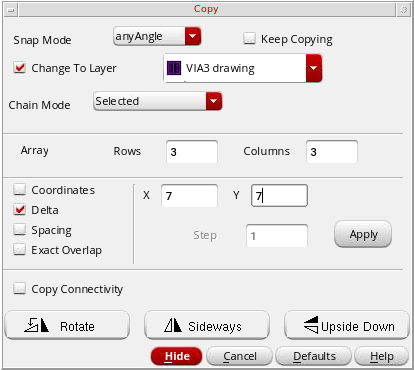 Copy
Snap Mode anyAngle Keep Copying
Change To Layer VIA3 drawing
Chain Mode Selected
Array Rows 3 Columns 3
Coordinates X 7 Y 7
Delta
Spacing Step 1 Apply
Exact Overlap
Copy Connectivity
Rotate Sideways Upside Down
Hide Cancel Defaults Help